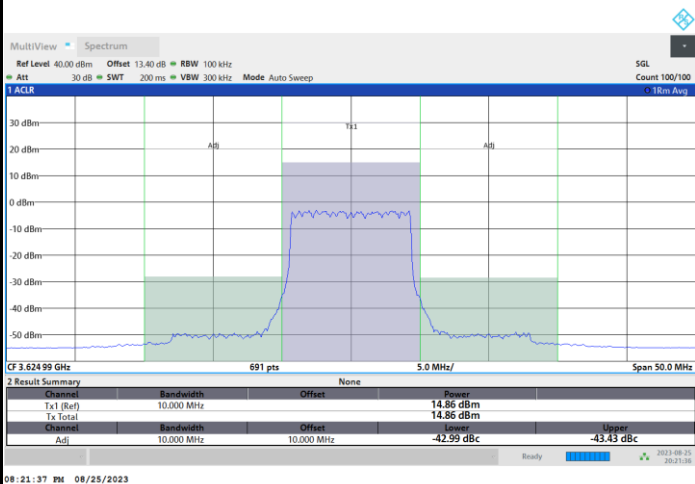 MultiView Spectrum
Ref Level 40.00 dBm Offset 13.40 dB RBW 100 kHz SGL
Att 30 dB SWT 200 ms VBW 300 kHz Mode Auto Sweep Count 100/100
1 ACLR 1Rm Avg
30 dBm
Tx1
20 dBm
Adj Adj
10 dBm
0 dBm
-10 dBm
-20 dBm
-30 dBm
-40 dBm
-50 dBm
CF 3.624 99 GHz 691 pts 5.0 MHz/ Span 50.0 MHz
2 Result Summary None
Channel Bandwidth Offset Power
Tx1 (Ref) 10.000 MHz 14.86 dBm
Tx Total 14.86 dBm
Channel Bandwidth Offset Lower Upper
Adj 10.000 MHz 10.000 MHz -42.99 dBc -43.43 dBc
Ready 2023-08-25
20:21:36
08:21:37 PM 08/25/2023